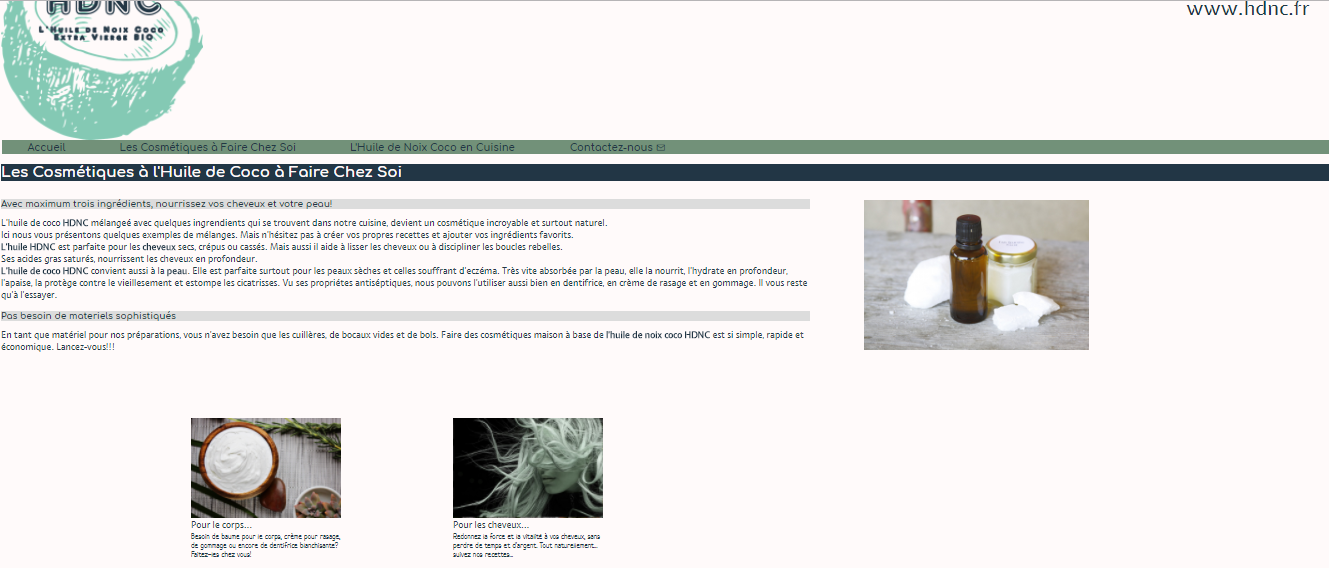 HDNC
L'Huile de Noix Coco
Extra Vierge BIO
www.hdnc.fr
Accueil
Les Cosmétiques à Faire Chez Soi
L'Huile de Noix Coco en Cuisine
Contactez-nous
Les Cosmétiques à l'Huile de Coco à Faire Chez Soi
Avec maximum trois ingrédients, nourrissez vos cheveux et votre peau!
L'huile de coco HDNC mélangeé avec quelques ingrendients qui se trouvent dans notre cuisine, devient un cosmétique incroyable et surtout naturel.
Ici nous vous présentons quelques exemples de mélanges. Mais n'hésitez pas à créer vos propres recettes et ajouter vos ingrédients favorits.
L'huile HDNC est parfaite pour les cheveux secs, crépus ou cassés. Mais aussi il aide à lisser les cheveux ou à discipliner les boucles rebelles.
Ses acides gras saturés, nourrissent les cheveux en profondeur.
L'huile de coco HDNC convient aussi à la peau. Elle est parfaite surtout pour les peaux sèches et celles souffrant d'eczéma. Très vite absorbée par la peau, elle la nourrit, l'hydrate en profondeur,
l'apaise, la protège contre le vieillesement et estompe les cicatrisses. Vu ses propriétes antiséptiques, nous pouvons l'utiliser aussi bien en dentifrice, en crème de rasage et en gommage. Il vous reste
qu'à l'essayer.
Pas besoin de materiels sophistiqués
En tant que matériel pour nos préparations, vous n'avez besoin que les cuillères, de bocaux vides et de bols. Faire des cosmétiques maison à base de l'huile de noix coco HDNC est si simple, rapide et
économique. Lancez-vous!!!
Pour le corps...
Besoin de baume pour le corps, crème pour rasage,
de gommage ou encore de dentifrice blanchisante?
Faitez-les chez vous!
Pour les cheveux...
Redonnez la force et la vitalité à vos cheveux, sans
perdre de temps et d'argent. Tout naturellement...
suivez nos recettes...